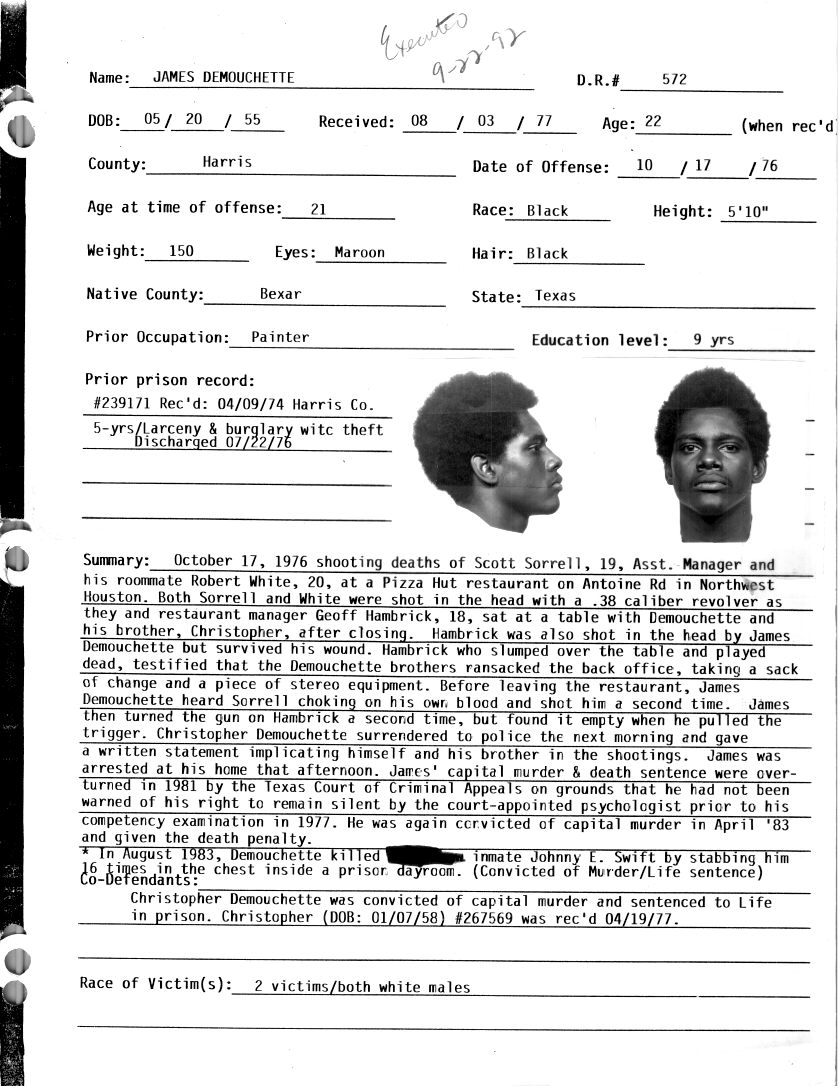 Executed
9-22-92
Name: JAMES DEMOUCHETTE D.R.# 572
DOB: 05/ 20 / 55 Received: 08 / 03 / 77 Age: 22 (when rec'd
County: Harris Date of Offense: 10 / 17 / 76
Age at time of offense: 21 Race: Black Height: 5'10"
Weight: 150 Eyes: Maroon Hair: Black
Native County: Bexar State: Texas
Prior Occupation: Painter Education level: 9 yrs
Prior prison record:
#239171 Rec'd: 04/09/74 Harris Co.
5-yrs/Larceny & burglary witc theft
Discharged 07/22/76
Summary: October 17, 1976 shooting deaths of Scott Sorrell, 19, Asst. Manager and
his roommate Robert White, 20, at a Pizza Hut restaurant on Antoine Rd in Northwest
Houston. Both Sorrell and White were shot in the head with a .38 caliber revolver as
they and restaurant manager Geoff Hambrick, 18, sat at a table with Demouchette and
his brother, Christopher, after closing. Hambrick was also shot in the head by James
Demouchette but survived his wound. Hambrick who slumped over the table and played
dead, testified that the Demouchette brothers ransacked the back office, taking a sack
of change and a piece of stereo equipment. Before leaving the restaurant, James
Demouchette heard Sorrell choking on his own blood and shot him a second time. James
then turned the gun on Hambrick a second time, but found it empty when he pulled the
trigger. Christopher Demouchette surrendered to police the next morning and gave
a written statement implicating himself and his brother in the shootings. James was
arrested at his home that afternoon. James' capital murder & death sentence were over-
turned in 1981 by the Texas Court of Criminal Appeals on grounds that he had not been
warned of his right to remain silent by the court-appointed psychologist prior to his
competency examination in 1977. He was again convicted of capital murder in April '83
and given the death penalty.
* In August 1983, Demouchette killed inmate Johnny E. Swift by stabbing him
16 times in the chest inside a prison dayroom. (Convicted of Murder/Life sentence)
Co-Defendants:
Christopher Demouchette was convicted of capital murder and sentenced to Life
in prison. Christopher (DOB: 01/07/58) #267569 was rec'd 04/19/77.
Race of Victim(s): 2 victims/both white males